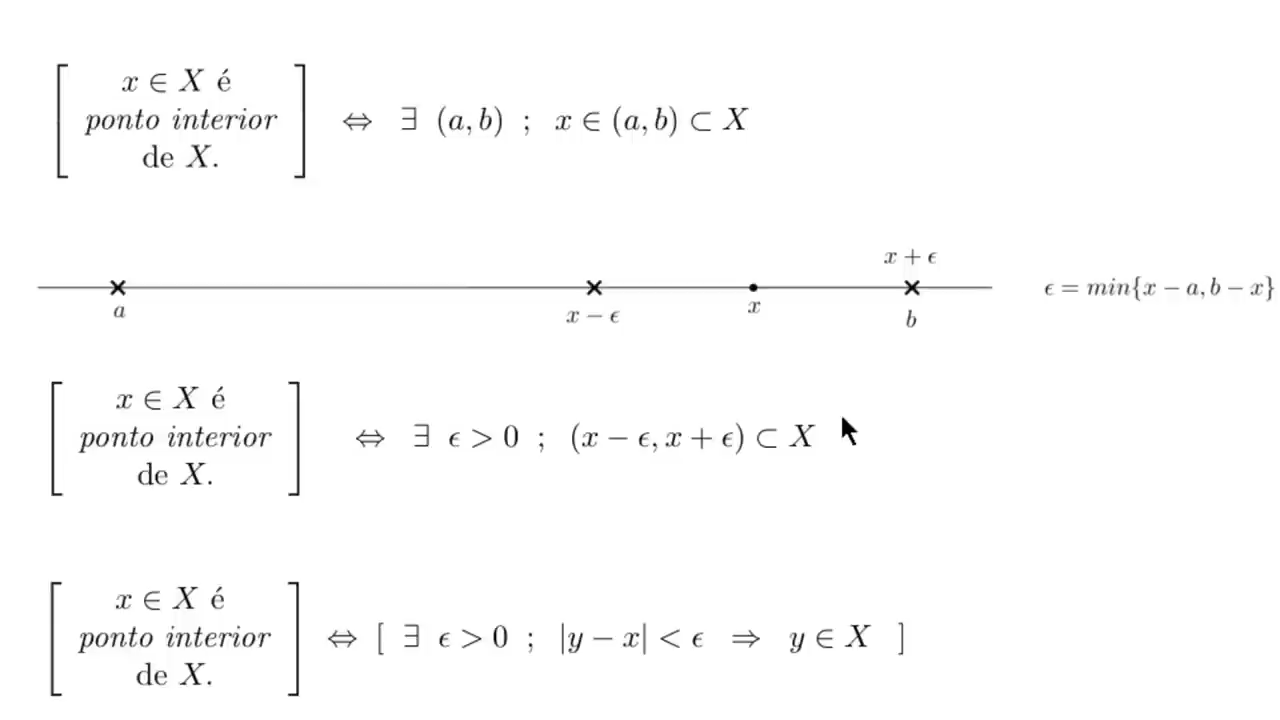 x ∈ X é
ponto interior
de X.
⇔ ∃ (a, b) ; x ∈ (a, b) ⊂ X
x + ϵ
a
x − ϵ
x
b
ϵ = min{x − a, b − x}
x ∈ X é
ponto interior
de X.
⇔ ∃ ϵ > 0 ; (x − ϵ, x + ϵ) ⊂ X
x ∈ X é
ponto interior
de X.
⇔ [ ∃ ϵ > 0 ; |y − x| < ϵ ⇒ y ∈ X ]